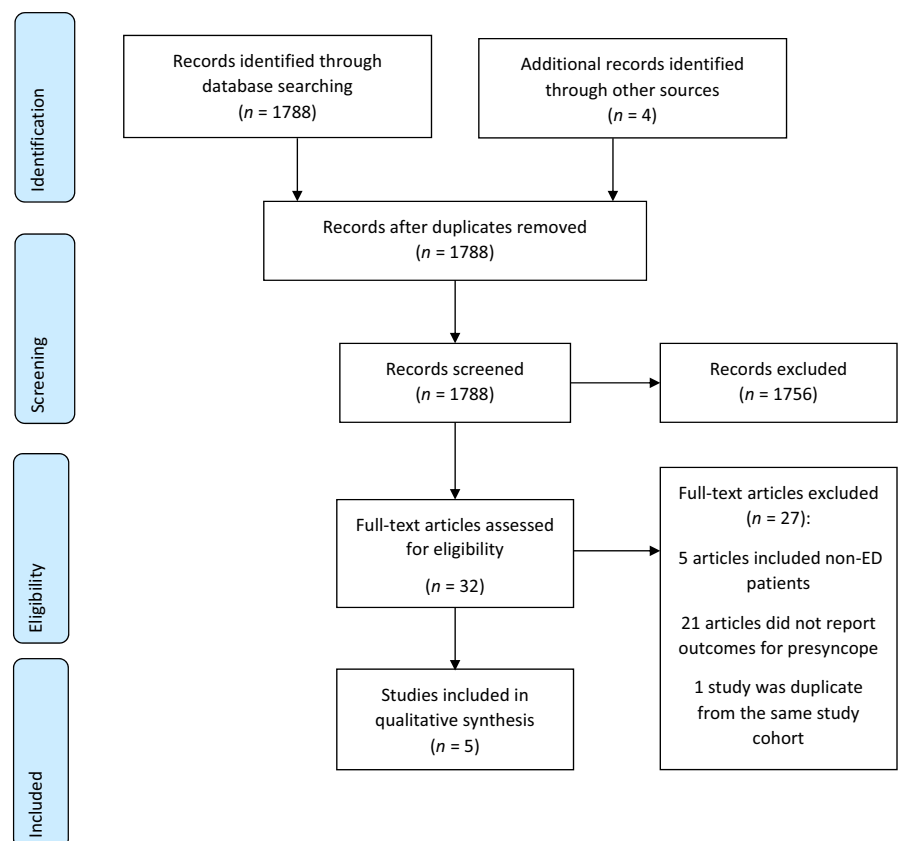 Identification
Records identified through
database searching
(n = 1788)
Additional records identified
through other sources
(n = 4)
Records after duplicates removed
(n = 1788)
Screening
Records screened
(n = 1788)
Records excluded
(n = 1756)
Eligibility
Full-text articles assessed
for eligibility
(n = 32)
Full-text articles excluded
(n = 27):
5 articles included non-ED
patients
21 articles did not report
outcomes for presyncope
1 study was duplicate
from the same study
cohort
Included
Studies included in
qualitative synthesis
(n = 5)